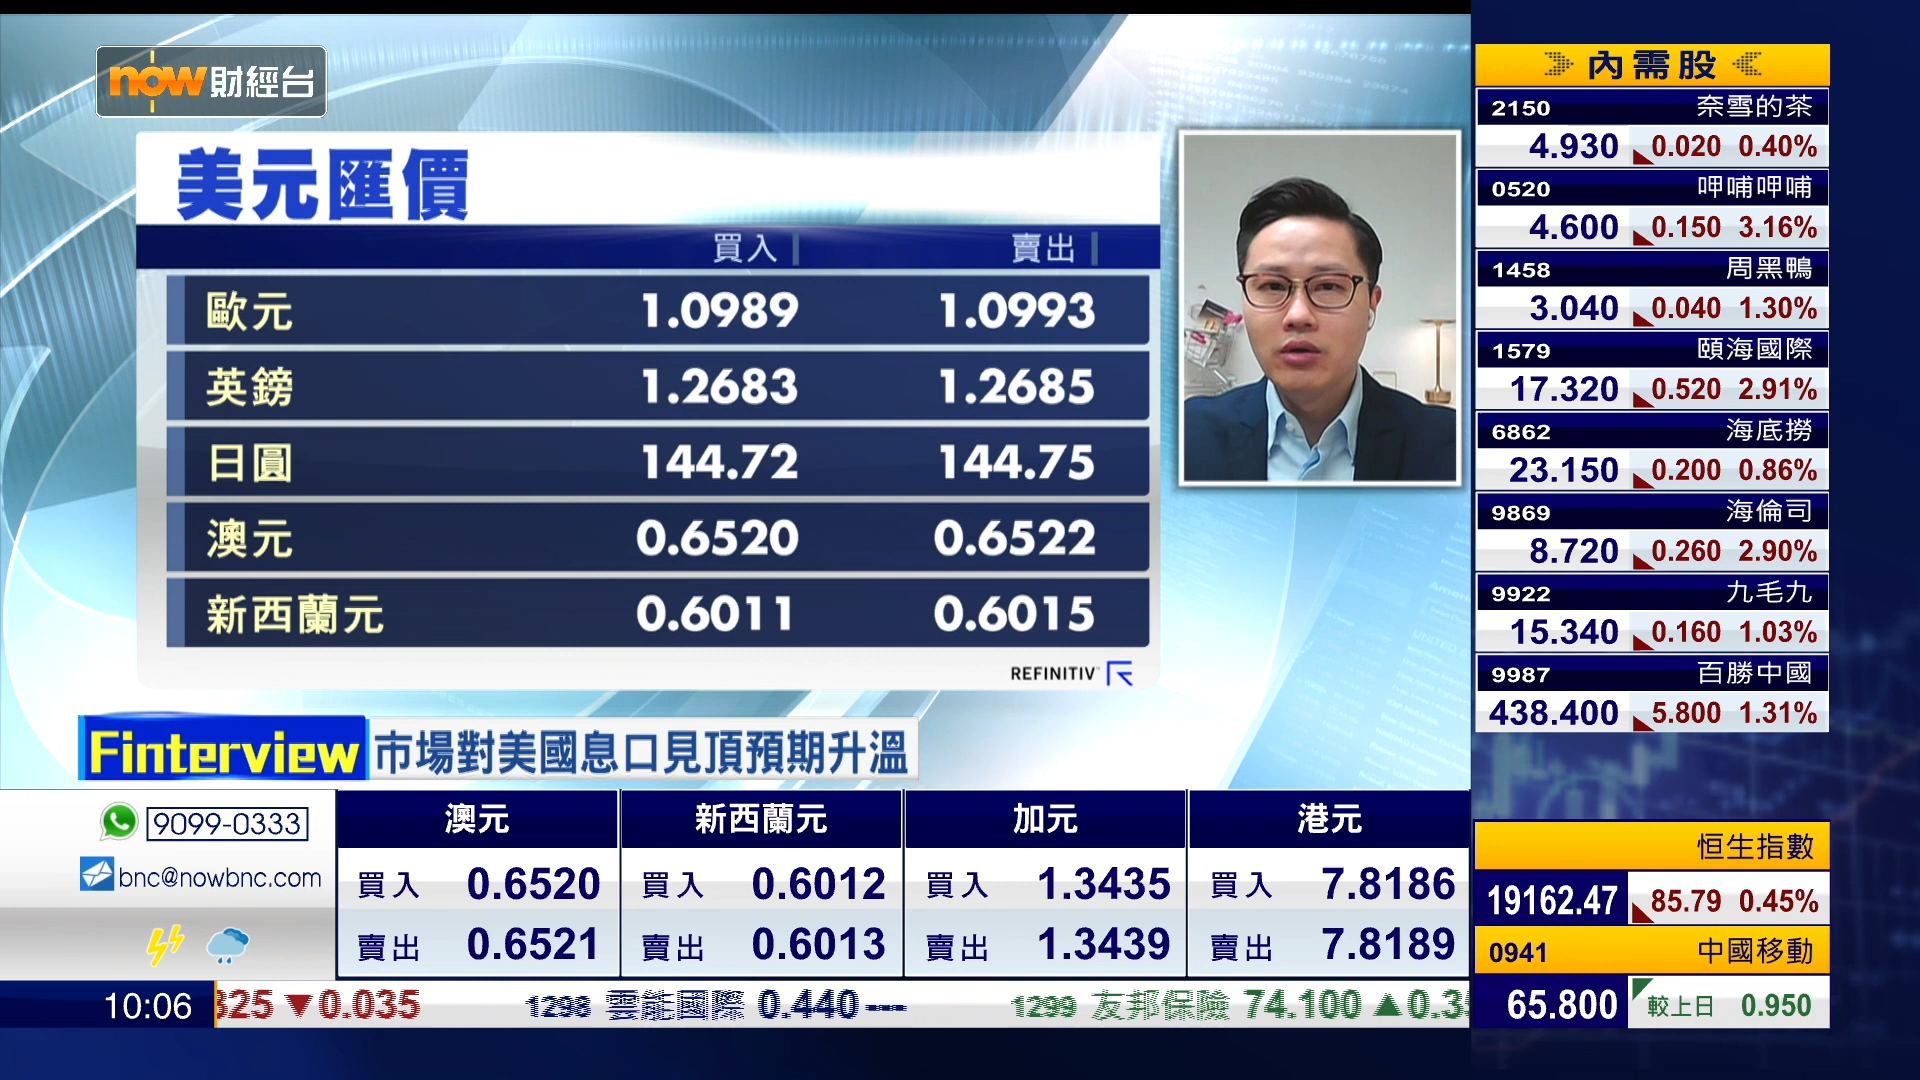 now財經台
美元匯價
買入 賣出
歐元 1.0989 1.0993
英鎊 1.2683 1.2685
日圓 144.72 144.75
澳元 0.6520 0.6522
新西蘭元 0.6011 0.6015
REFINITIV
Finterview 市場對美國息口見頂預期升溫
9099-0333
bnc@nowbnc.com
澳元 新西蘭元 加元 港元
買入 0.6520 買入 0.6012 買入 1.3435 買入 7.8186
賣出 0.6521 賣出 0.6013 賣出 1.3439 賣出 7.8189
10:06 325 ▼0.035 1298 雲能國際 0.440 --- 1299 友邦保險 74.100 ▲0.35
內需股
2150 奈雪的茶
4.930 0.020 0.40%
0520 呷哺呷哺
4.600 0.150 3.16%
1458 周黑鴨
3.040 0.040 1.30%
1579 頤海國際
17.320 0.520 2.91%
6862 海底撈
23.150 0.200 0.86%
9869 海倫司
8.720 0.260 2.90%
9922 九毛九
15.340 0.160 1.03%
9987 百勝中國
438.400 5.800 1.31%
恒生指數
19162.47 85.79 0.45%
0941 中國移動
65.800 較上日 0.950